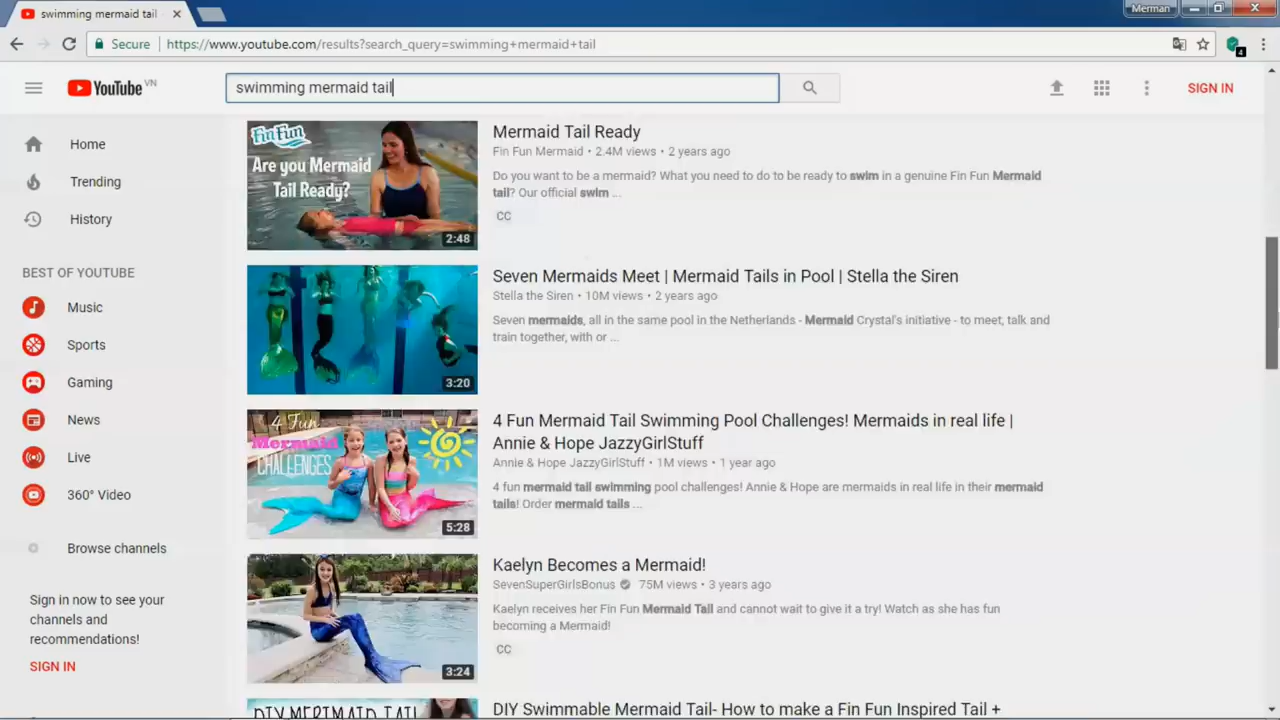 swimming mermaid tail
Merman
Secure
https://www.youtube.com/results?search_query=swimming+mermaid+tail
4
YouTube VN
swimming mermaid tail
SIGN IN
Home
Trending
History
BEST OF YOUTUBE
Music
Sports
Gaming
News
Live
360° Video
Browse channels
Sign in now to see your
channels and
recommendations!
SIGN IN
FinFun
Are you Mermaid
Tail Ready?
2:48
Mermaid Tail Ready
Fin Fun Mermaid • 2.4M views • 2 years ago
Do you want to be a mermaid? What you need to do to be ready to swim in a genuine Fin Fun Mermaid
tail? Our official swim ...
CC
3:20
Seven Mermaids Meet | Mermaid Tails in Pool | Stella the Siren
Stella the Siren • 10M views • 2 years ago
Seven mermaids, all in the same pool in the Netherlands - Mermaid Crystal's initiative - to meet, talk and
train together, with or ...
4 Fun
Mermaid
CHALLENGES
5:28
4 Fun Mermaid Tail Swimming Pool Challenges! Mermaids in real life |
Annie & Hope JazzyGirlStuff
Annie & Hope JazzyGirlStuff • 1M views • 1 year ago
4 fun mermaid tail swimming pool challenges! Annie & Hope are mermaids in real life in their mermaid
tails! Order mermaid tails ...
3:24
Kaelyn Becomes a Mermaid!
SevenSuperGirlsBonus 75M views • 3 years ago
Kaelyn receives her Fin Fun Mermaid Tail and cannot wait to give it a try! Watch as she has fun
becoming a Mermaid!
CC
DIY MERMAID TAIL
DIY Swimmable Mermaid Tail- How to make a Fin Fun Inspired Tail +